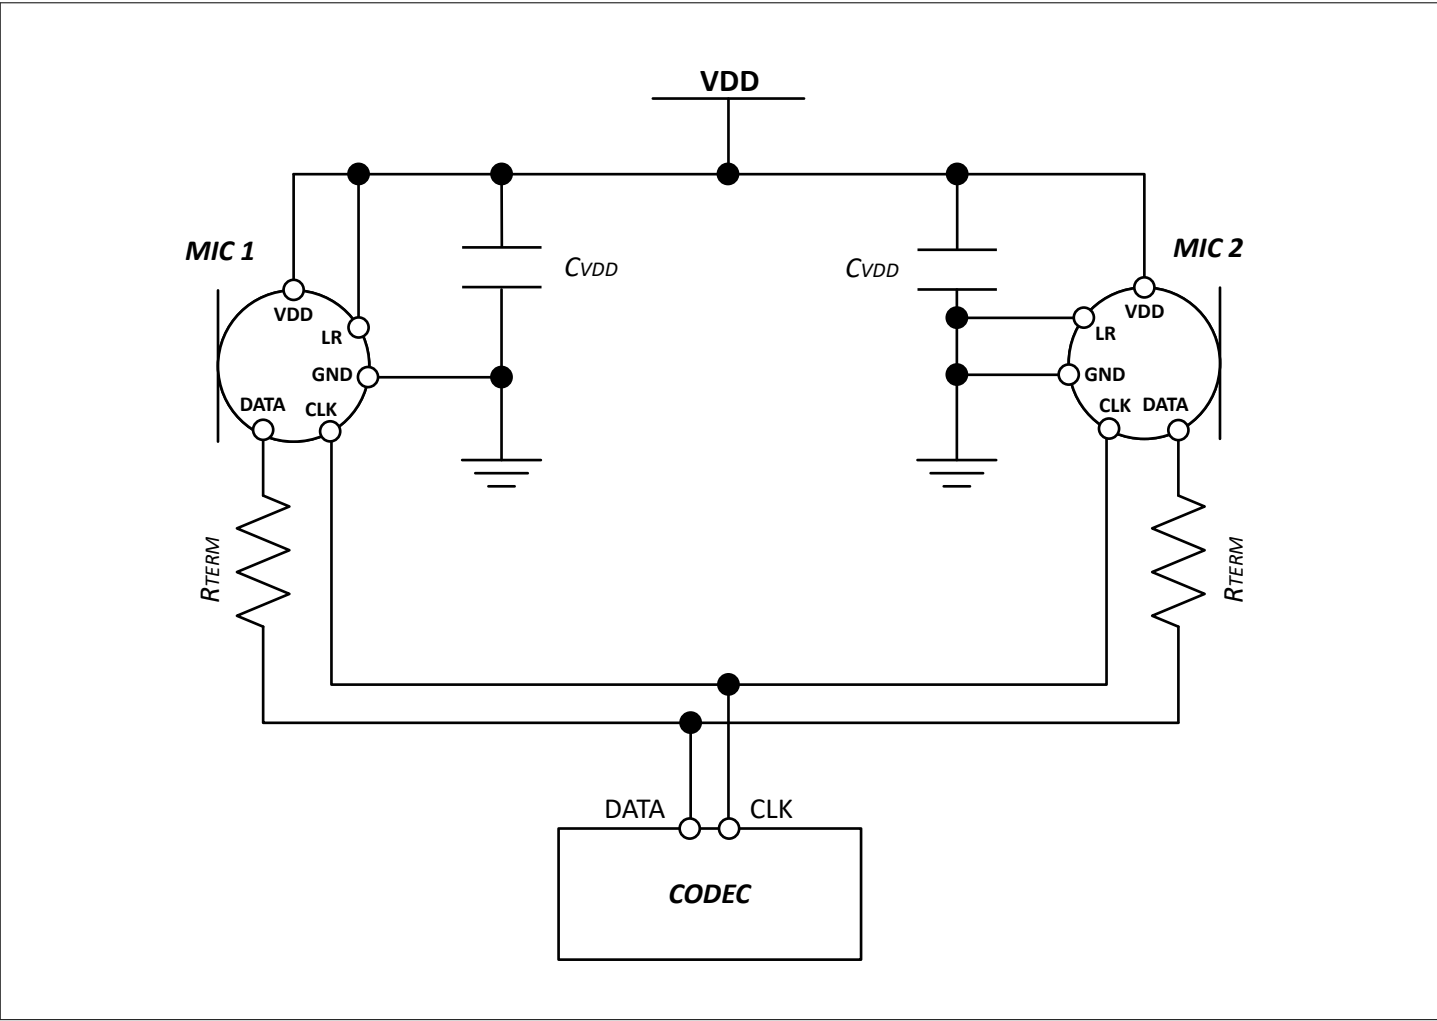 VDD
MIC 1
MIC 2
CVDD
CVDD
VDD
LR
GND
DATA
CLK
VDD
LR
GND
CLK
DATA
RTERM
RTERM
DATA
CLK
CODEC